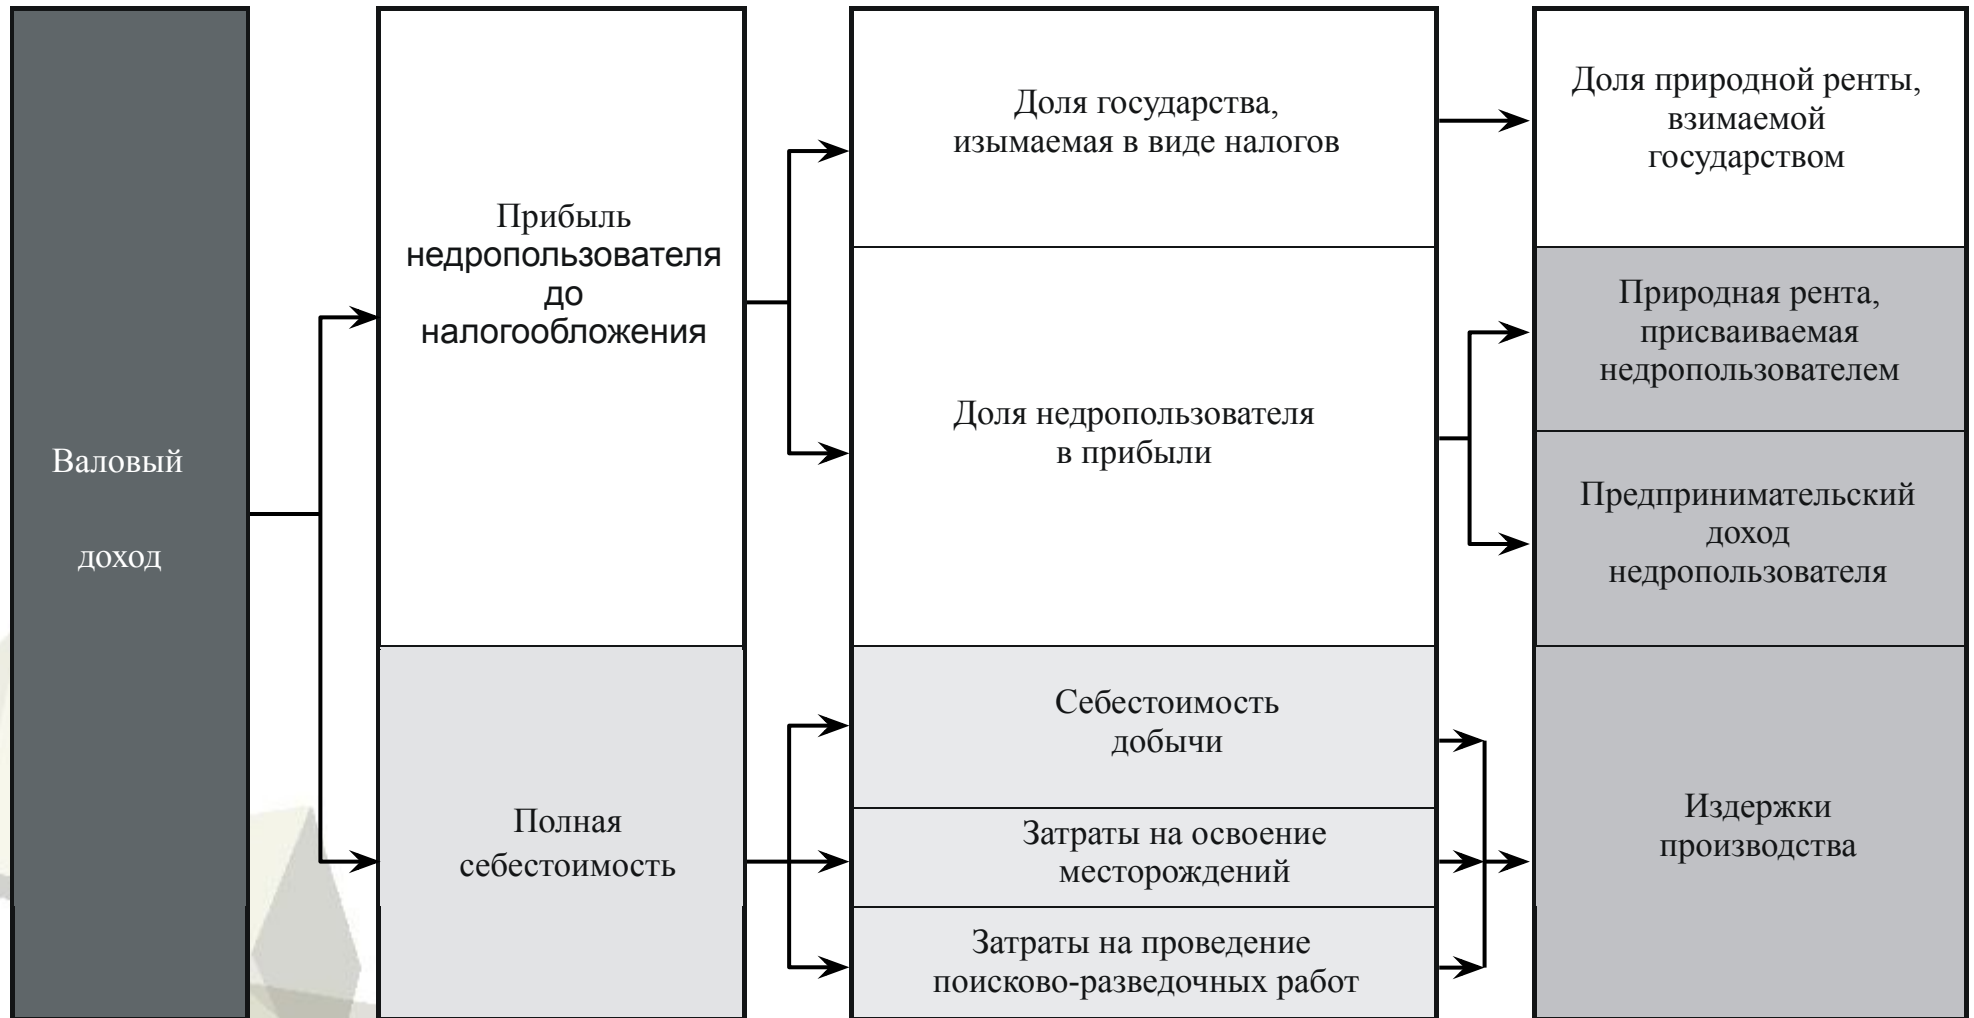 Валовый
доход
Прибыль
недропользователя
до
налогообложения
Полная
себестоимость
Доля государства,
изымаемая в виде налогов
Доля недропользователя
в прибыли
Себестоимость
добычи
Затраты на освоение
месторождений
Затраты на проведение
поисково-разведочных работ
Доля природной ренты,
взимаемой
государством
Природная рента,
присваиваемая
недропользователем
Предпринимательский
доход
недропользователя
Издержки
производства